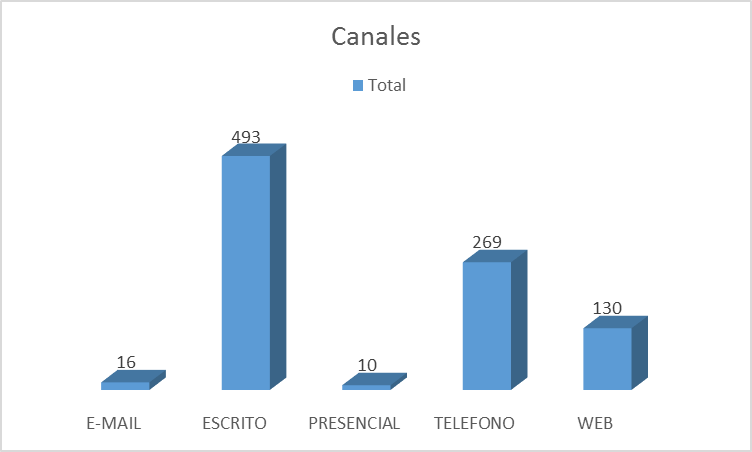 Canales
Total
493
269
130
16
10
E-MAIL ESCRITO PRESENCIAL TELEFONO WEB